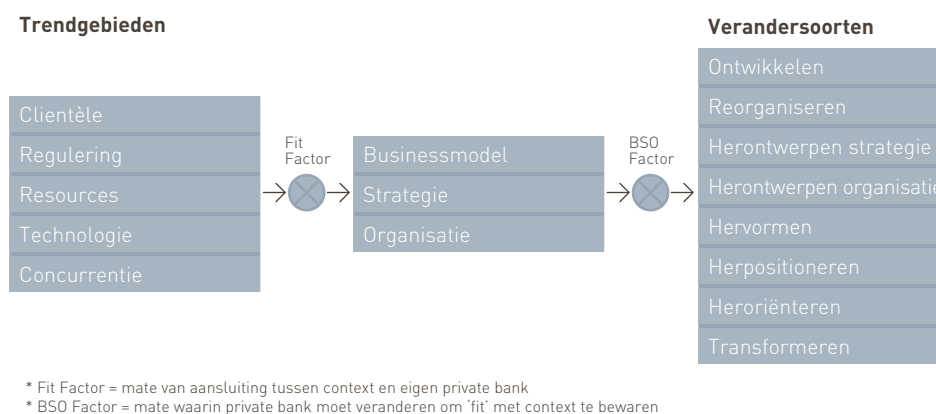 Trendgebieden
Clientèle
Regulering
Resources
Technologie
Concurrentie
Fit
Factor
Businessmodel
Strategie
Organisatie
BSO
Factor
Verandersoorten
Ontwikkelen
Reorganiseren
Herontwerpen strategie
Herontwerpen organisatie
Hervormen
Herpositioneren
Heroriënteren
Transformeren
* Fit Factor = mate van aansluiting tussen context en eigen private bank
* BSO Factor = mate waarin private bank moet veranderen om ‘fit’ met context te bewaren